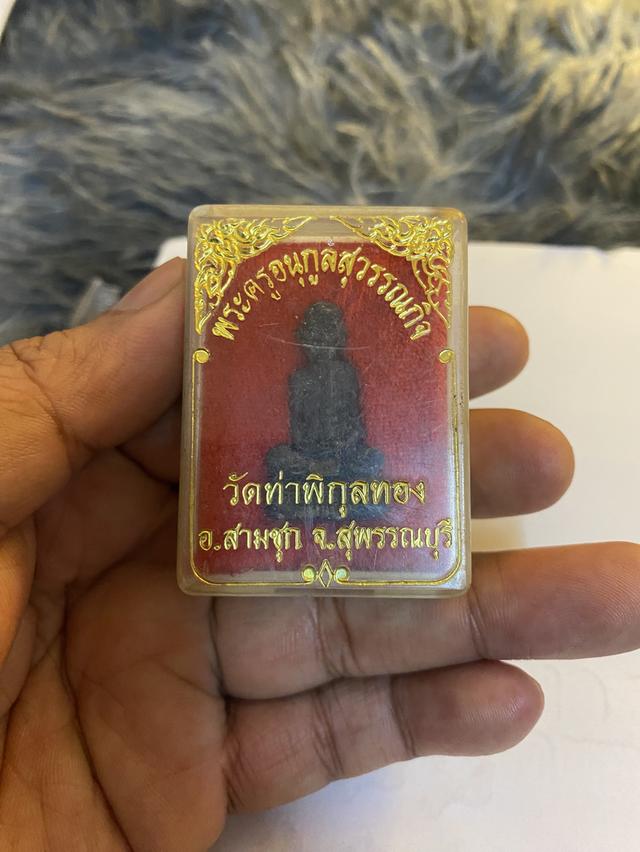 พระครูอนุกูลสุวรรณกิจ
วัดท่าพิกุลทอง
อ.สามชุก จ.สุพรรณบุรี